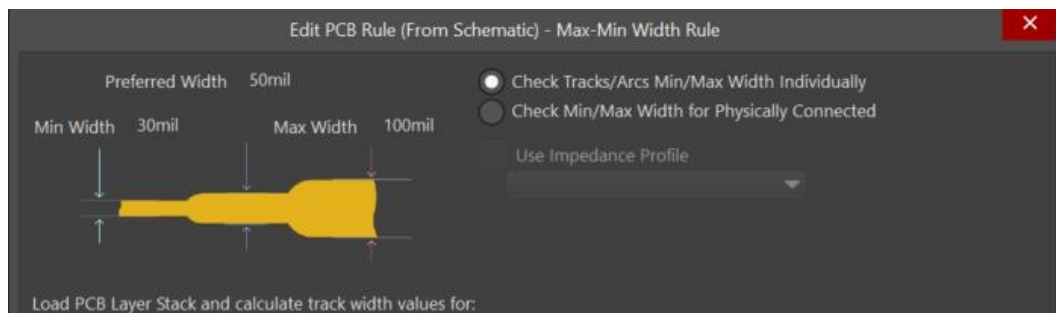 Edit PCB Rule (From Schematic) - Max-Min Width Rule
Preferred Width 50mil
Min Width 30mil
Max Width 100mil
Check Tracks/Arcs Min/Max Width Individually
Check Min/Max Width for Physically Connected
Use Impedance Profile
Load PCB Layer Stack and calculate track width values for: